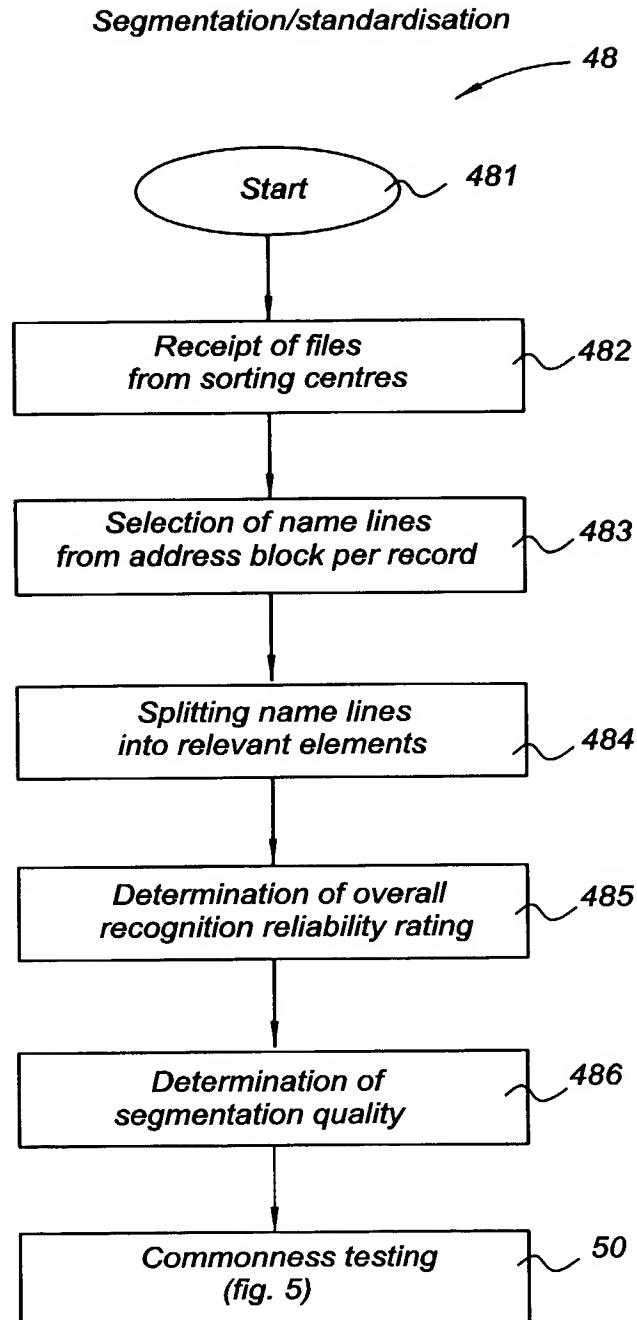 Segmentation/standardisation
48
Start
481
Receipt of files
from sorting centres
482
Selection of name lines
from address block per record
483
Splitting name lines
into relevant elements
484
Determination of overall
recognition reliability rating
485
Determination of
segmentation quality
486
Commonness testing
(fig. 5)
50